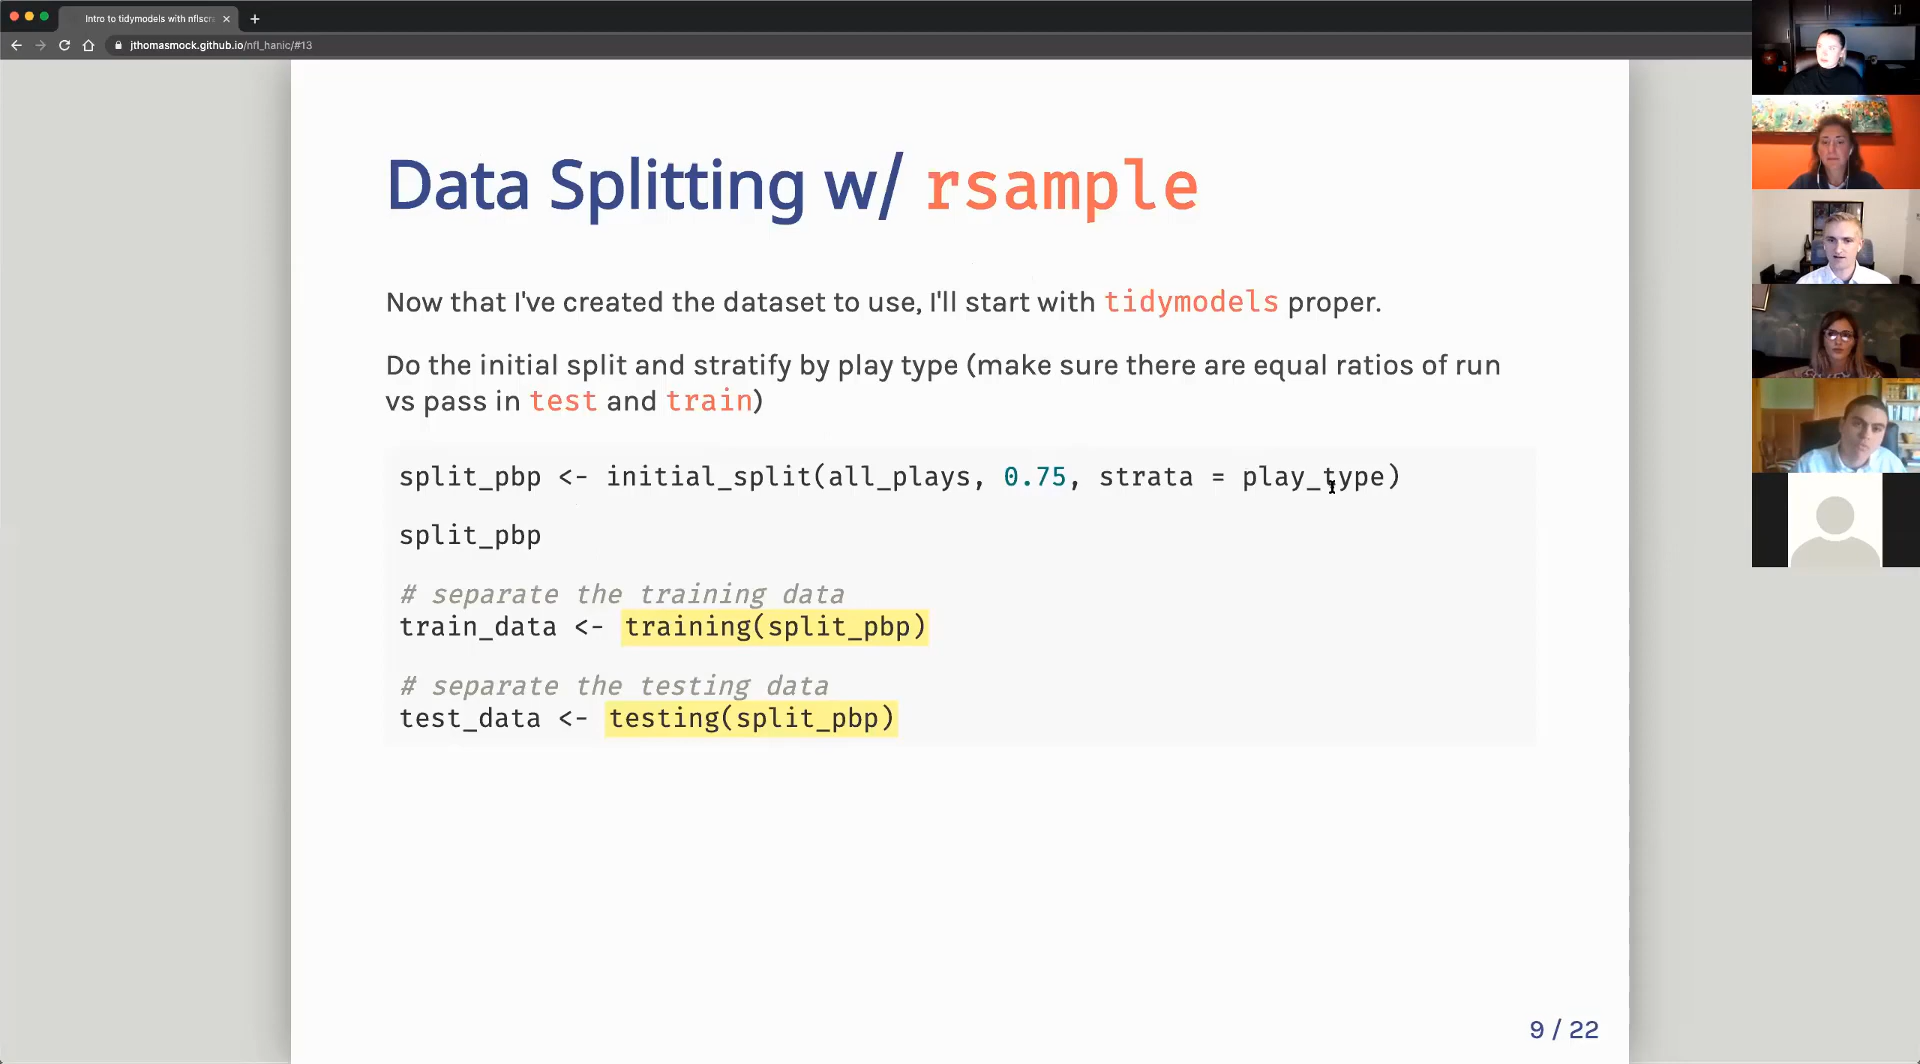 Intro to tidymodels with nflscra
jthomasmock.github.io/nfl_hanic/#13
Data Splitting w/ rsample
Now that I've created the dataset to use, I'll start with tidymodels proper.
Do the initial split and stratify by play type (make sure there are equal ratios of run
vs pass in test and train)
split_pbp <- initial_split(all_plays, 0.75, strata = play_type)
split_pbp
# separate the training data
train_data <- training(split_pbp)
# separate the testing data
test_data <- testing(split_pbp)
9 / 22